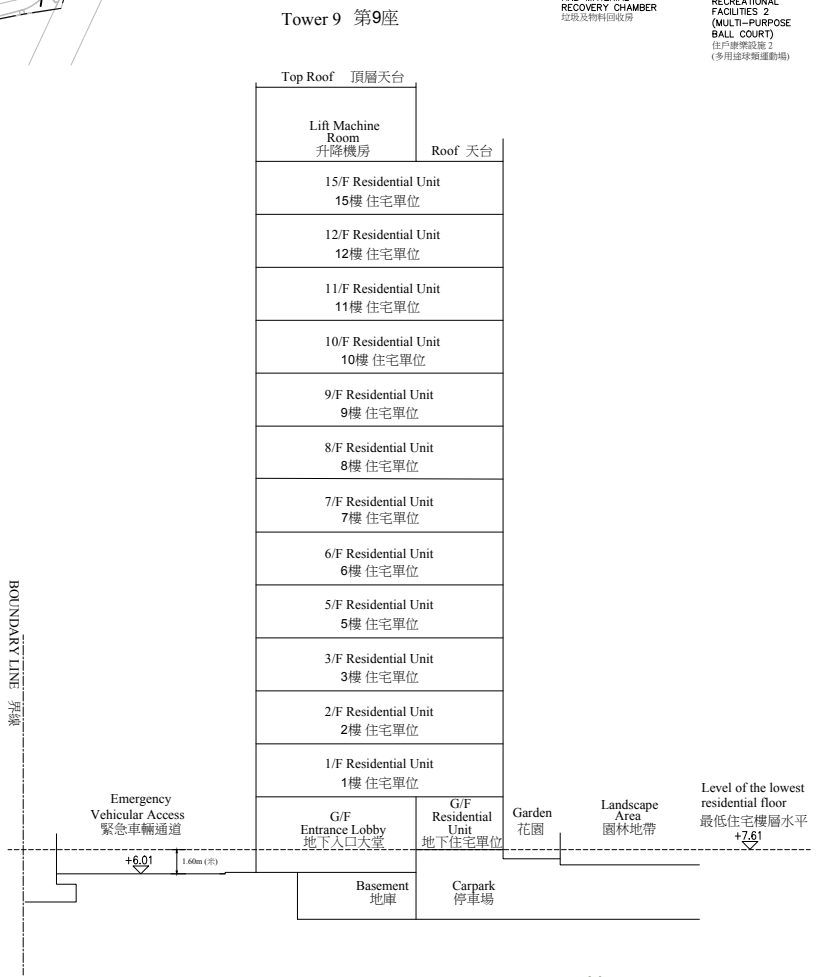 RECOVERY CHAMBER
垃圾及物料回收房
RECREATIONAL
FACILITIES 2
(MULTI-PURPOSE
BALL COURT)
住戶康樂設施 2
(多用途球類運動場)
Tower 9 第9座
Top Roof 頂層天台
Lift Machine
Room
升降機房
Roof 天台
15/F Residential Unit
15樓 住宅單位
12/F Residential Unit
12樓 住宅單位
11/F Residential Unit
11樓 住宅單位
10/F Residential Unit
10樓 住宅單位
9/F Residential Unit
9樓 住宅單位
8/F Residential Unit
8樓 住宅單位
7/F Residential Unit
7樓 住宅單位
6/F Residential Unit
6樓 住宅單位
5/F Residential Unit
5樓 住宅單位
3/F Residential Unit
3樓 住宅單位
2/F Residential Unit
2樓 住宅單位
1/F Residential Unit
1樓 住宅單位
BOUNDARY LINE 界線
Emergency
Vehicular Access
緊急車輛通道
+6.01
1.60m (米)
G/F
Entrance Lobby
地下入口大堂
G/F
Residential
Unit
地下住宅單位
Garden
花園
Landscape
Area
園林地帶
Level of the lowest
residential floor
最低住宅樓層水平
+7.61
Basement
地庫
Carpark
停車場